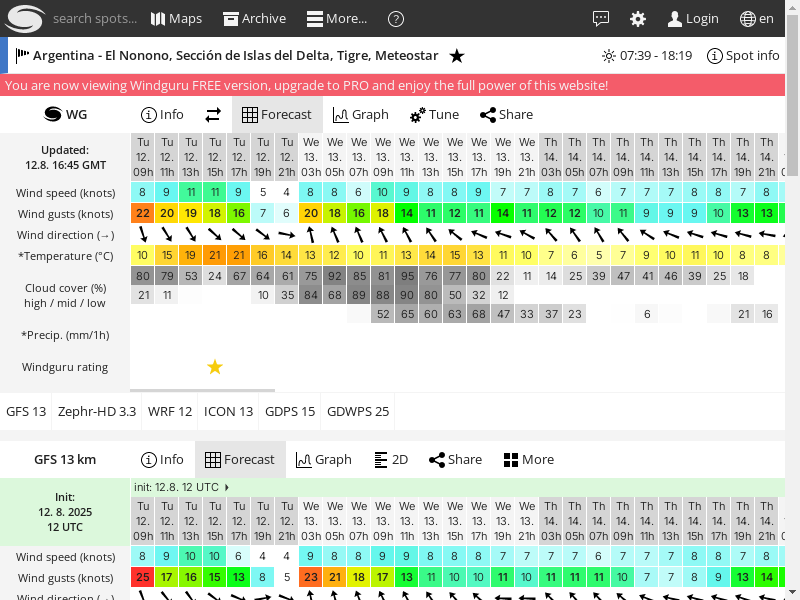 search spots... Maps Archive More... ? Login en
Argentina - El Nonono, Sección de Islas del Delta, Tigre, Meteostar ★ 07:39 - 18:19 Spot info
You are now viewing Windguru FREE version, upgrade to PRO and enjoy the full power of this website!
WG Info Forecast Graph Tune Share
Updated:
12.8. 16:45 GMT
Tu Tu Tu Tu Tu Tu Tu We We We We We We We We We We Th Th Th Th Th Th Th Th Th Th
12. 12. 12. 12. 12. 12. 12. 13. 13. 13. 13. 13. 13. 13. 13. 13. 13. 14. 14. 14. 14. 14. 14. 14. 14. 14. 14.
09h 11h 13h 15h 17h 19h 21h 03h 05h 07h 09h 11h 13h 15h 17h 19h 21h 03h 05h 07h 09h 11h 13h 15h 17h 19h 21h
Wind speed (knots) 8 9 11 11 9 5 4 8 8 6 10 9 8 8 9 7 7 8 7 6 7 7 7 8 8 7 8
Wind gusts (knots) 22 20 19 18 16 7 6 20 18 16 18 14 11 12 11 14 11 12 12 10 11 9 9 9 10 13 13
Wind direction (→)
*Temperature (°C) 10 15 19 21 21 16 14 13 12 10 11 13 14 15 13 11 10 7 6 5 7 9 10 11 10 8 8
Cloud cover (%)
high / mid / low
80 79 53 24 67 64 61 75 92 85 81 95 76 77 80 22 11 14 25 39 47 41 46 39 25 18
21 11 10 35 84 68 89 88 90 80 50 32 12
52 65 60 63 68 47 33 37 23 6 21 16
*Precip. (mm/1h)
Windguru rating ★
GFS 13 Zephr-HD 3.3 WRF 12 ICON 13 GDPS 15 GDWPS 25
GFS 13 km Info Forecast Graph 2D Share More
Init:
12. 8. 2025
12 UTC
init: 12.8. 12 UTC
Tu Tu Tu Tu Tu Tu Tu We We We We We We We We We We Th Th Th Th Th Th Th Th Th Th
12. 12. 12. 12. 12. 12. 12. 13. 13. 13. 13. 13. 13. 13. 13. 13. 13. 14. 14. 14. 14. 14. 14. 14. 14. 14. 14.
09h 11h 13h 15h 17h 19h 21h 03h 05h 07h 09h 11h 13h 15h 17h 19h 21h 03h 05h 07h 09h 11h 13h 15h 17h 19h 21h
Wind speed (knots) 8 9 10 10 6 4 4 9 8 8 9 9 8 8 8 7 7 7 7 6 7 7 7 8 8 7 8
Wind gusts (knots) 25 17 16 15 13 8 5 23 21 18 17 13 11 10 10 11 10 11 11 11 10 7 7 8 9 13 14
Wind direction (→)